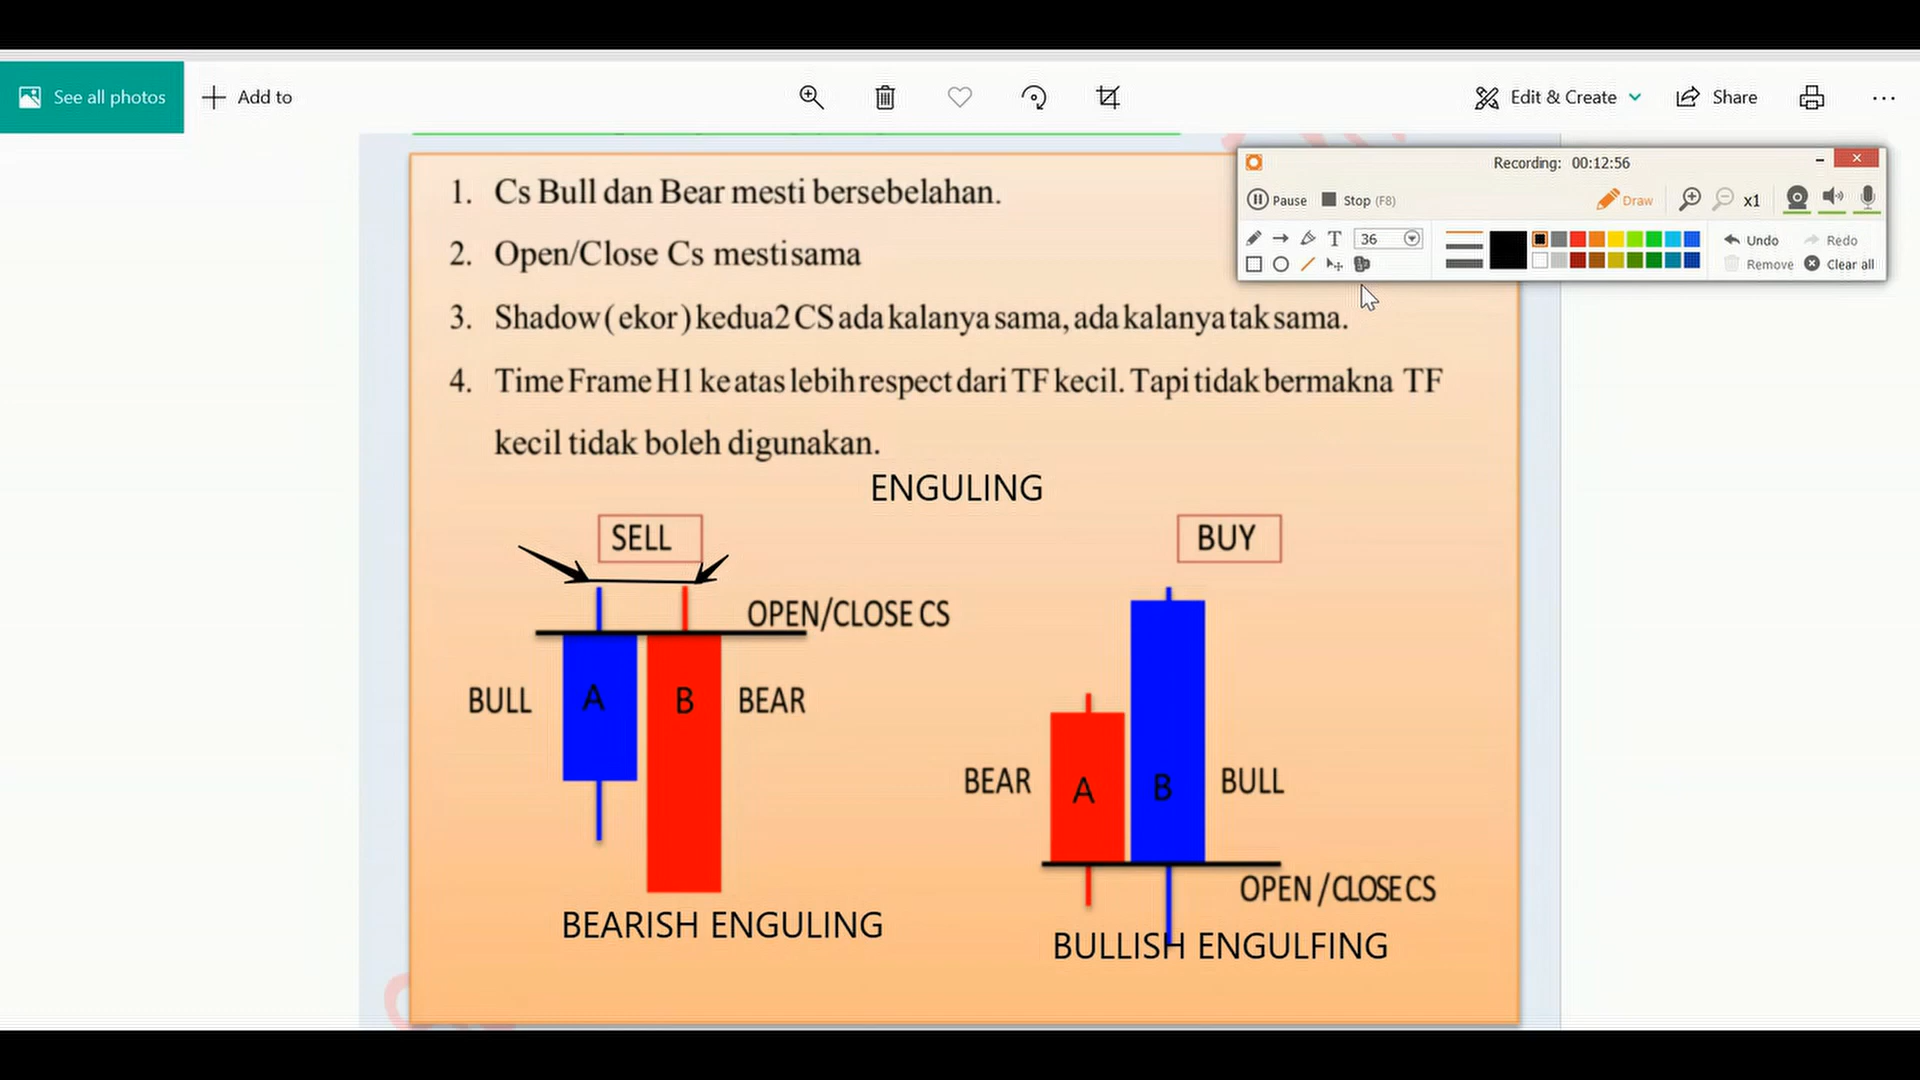 See all photos
Add to
Edit & Create
Share
Recording: 00:12:56
Pause
Stop (F8)
Draw
x1
T
36
Undo
Redo
Remove
Clear all
1. Cs Bull dan Bear mesti bersebelahan.
2. Open/Close Cs mesti sama
3. Shadow ( ekor ) kedua2 CS ada kalanya sama, ada kalanya tak sama.
4. Time Frame H1 ke atas lebih respect dari TF kecil. Tapi tidak bermakna TF
kecil tidak boleh digunakan.
ENGULING
SELL
BUY
OPEN/CLOSE CS
BULL
A
B
BEAR
BEAR
A
B
BULL
OPEN /CLOSE CS
BEARISH ENGULING
BULLISH ENGULFING